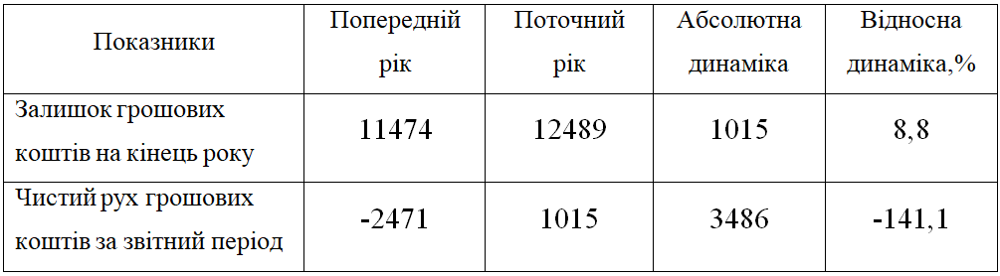 Показники
Попередній
рік
Поточний
рік
Абсолютна
динаміка
Відносна
динаміка,%
Залишок грошових
коштів на кінець року
11474
12489
1015
8,8
Чистий рух грошових
коштів за звітний період
-2471
1015
3486
-141,1